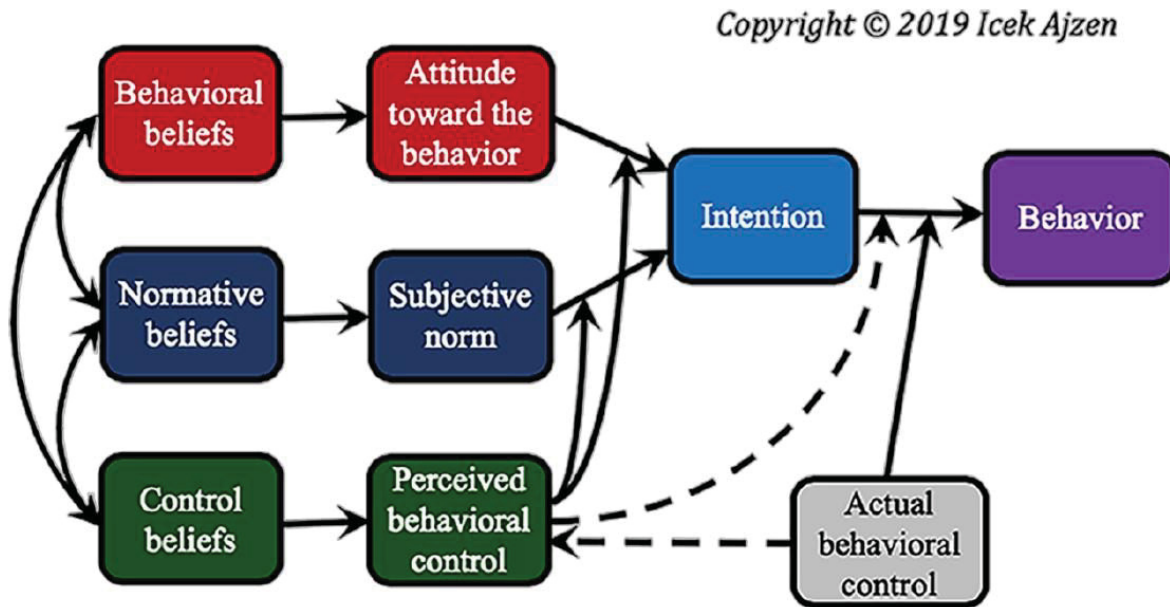 Copyright © 2019 Icek Ajzen
Behavioral
beliefs
Attitude
toward the
behavior
Intention
Behavior
Normative
beliefs
Subjective
norm
Control
beliefs
Perceived
behavioral
control
Actual
behavioral
control